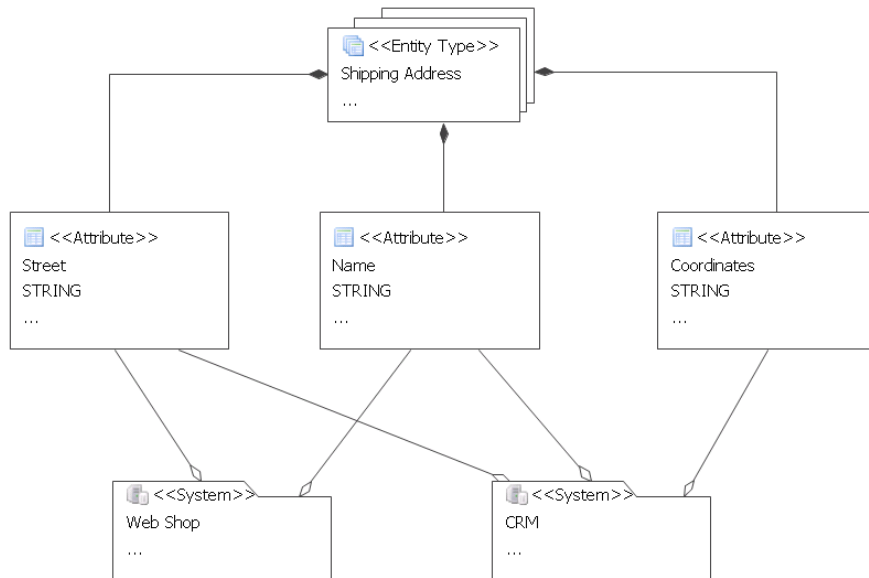 <<Entity Type>>
Shipping Address
...
<<Attribute>>
Street
STRING
...
<<Attribute>>
Name
STRING
...
<<Attribute>>
Coordinates
STRING
...
<<System>>
Web Shop
...
<<System>>
CRM
...